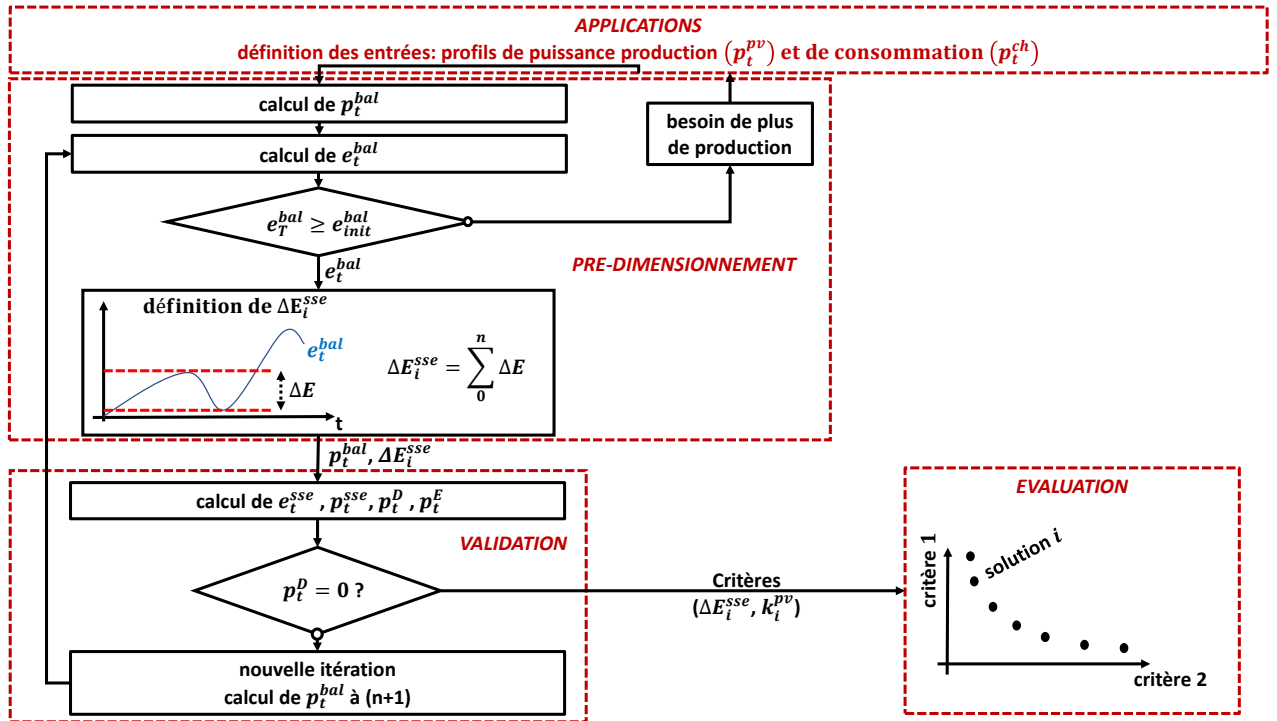 APPLICATIONS
définition des entrées: profils de puissance production (p_t^{pv}) et de consommation (p_t^{ch})
calcul de p_t^{bal}
besoin de plus
de production
calcul de e_t^{bal}
e_T^{bal} ≥ e_{init}^{bal}
e_t^{bal}
PRE-DIMENSIONNEMENT
définition de ΔE_i^{sse}
e_t^{bal}
ΔE
t
ΔE_i^{sse} = \sum_0^n ΔE
p_t^{bal}, ΔE_i^{sse}
calcul de e_t^{sse}, p_t^{sse}, p_t^D, p_t^E
VALIDATION
p_t^D = 0 ?
Critères
(ΔE_i^{sse}, k_i^{pv})
nouvelle itération
calcul de p_t^{bal} à (n+1)
EVALUATION
critère 1
solution i
critère 2